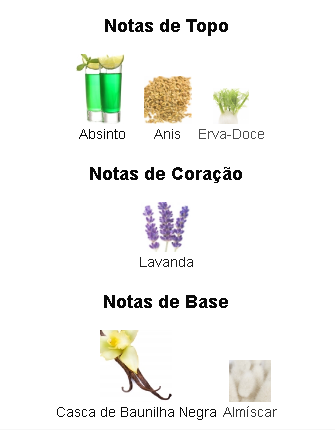 Notas de Topo
Absinto Anis Erva-Doce
Notas de Coração
Lavanda
Notas de Base
Casca de Baunilha Negra Almíscar